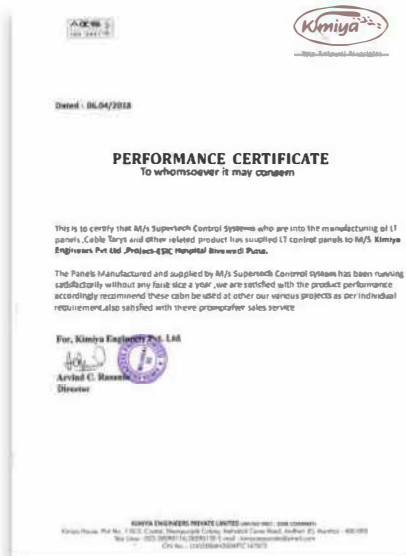 Kimiya
Dated : 06.04/2018
PERFORMANCE CERTIFICATE
To whomsoever it may concern
This is to certify that M/s Supertech Control Systems who are into the manufacturing of LT
panels ,Cable Tarys and other related product has supplied LT control panels to M/S Kimiya
Engineers Pvt Ltd ,Project-ESIC Hospital Bivewadi Pune.
The Panels Manufactured and supplied by M/s Supertech Contrrol system has been running
satisfactorily without any fault sice a year ,we are satisfied with the product performance
accordingly recommend these cabn be used at other our various projects as per individual
requirement,also satisfied with there promprafter sales service
For, Kimiya Engineers Pvt. Ltd
Arvind C.
Director
KIMIYA ENGINEERS PRIVATE LIMITED